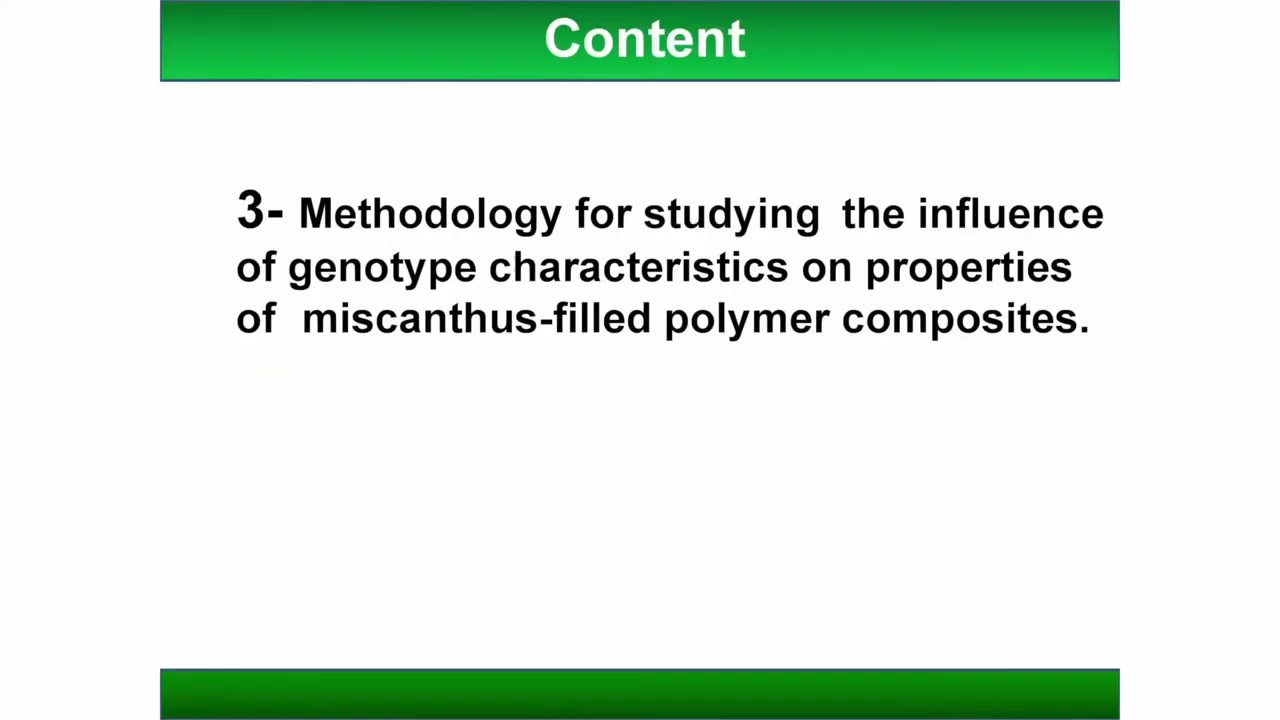 Content
3- Methodology for studying the influence
of genotype characteristics on properties
of miscanthus-filled polymer composites.